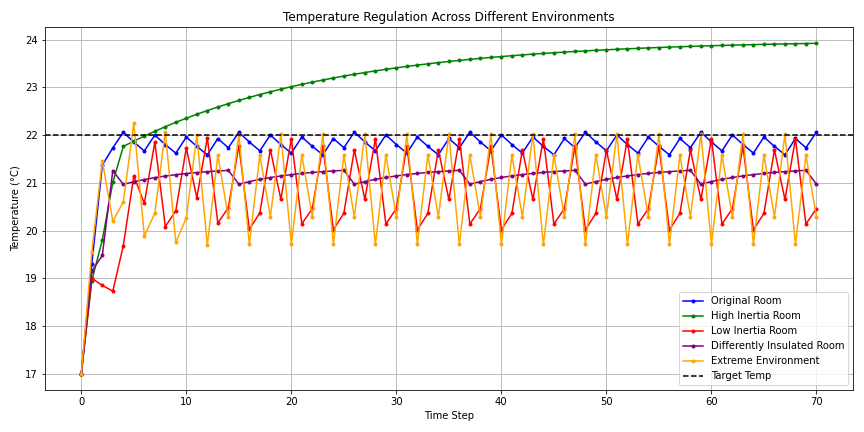 Temperature Regulation Across Different Environments
Temperature (°C)
24
23
22
21
20
19
18
17
0
10
20
30
40
50
60
70
Time Step
Original Room
High Inertia Room
Low Inertia Room
Differently Insulated Room
Extreme Environment
Target Temp